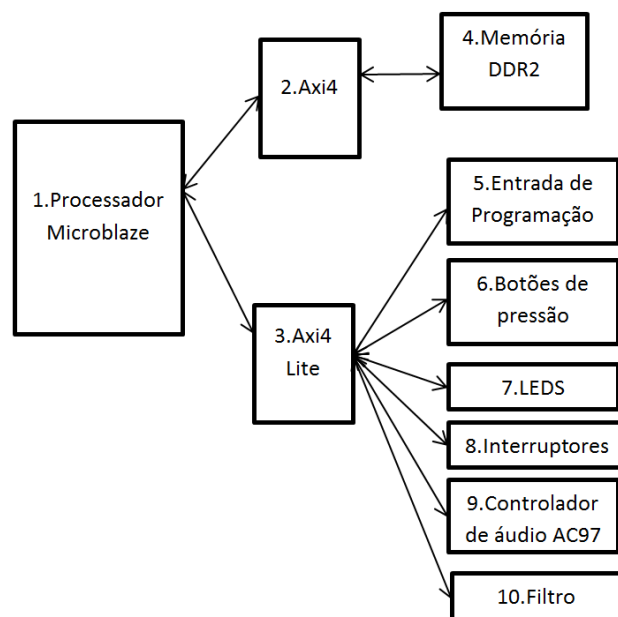 1.Processador
Microblaze
2.Axi4
3.Axi4
Lite
4.Memória
DDR2
5.Entrada de
Programação
6.Botões de
pressão
7.LEDS
8.Interruptores
9.Controlador
de áudio AC97
10.Filtro